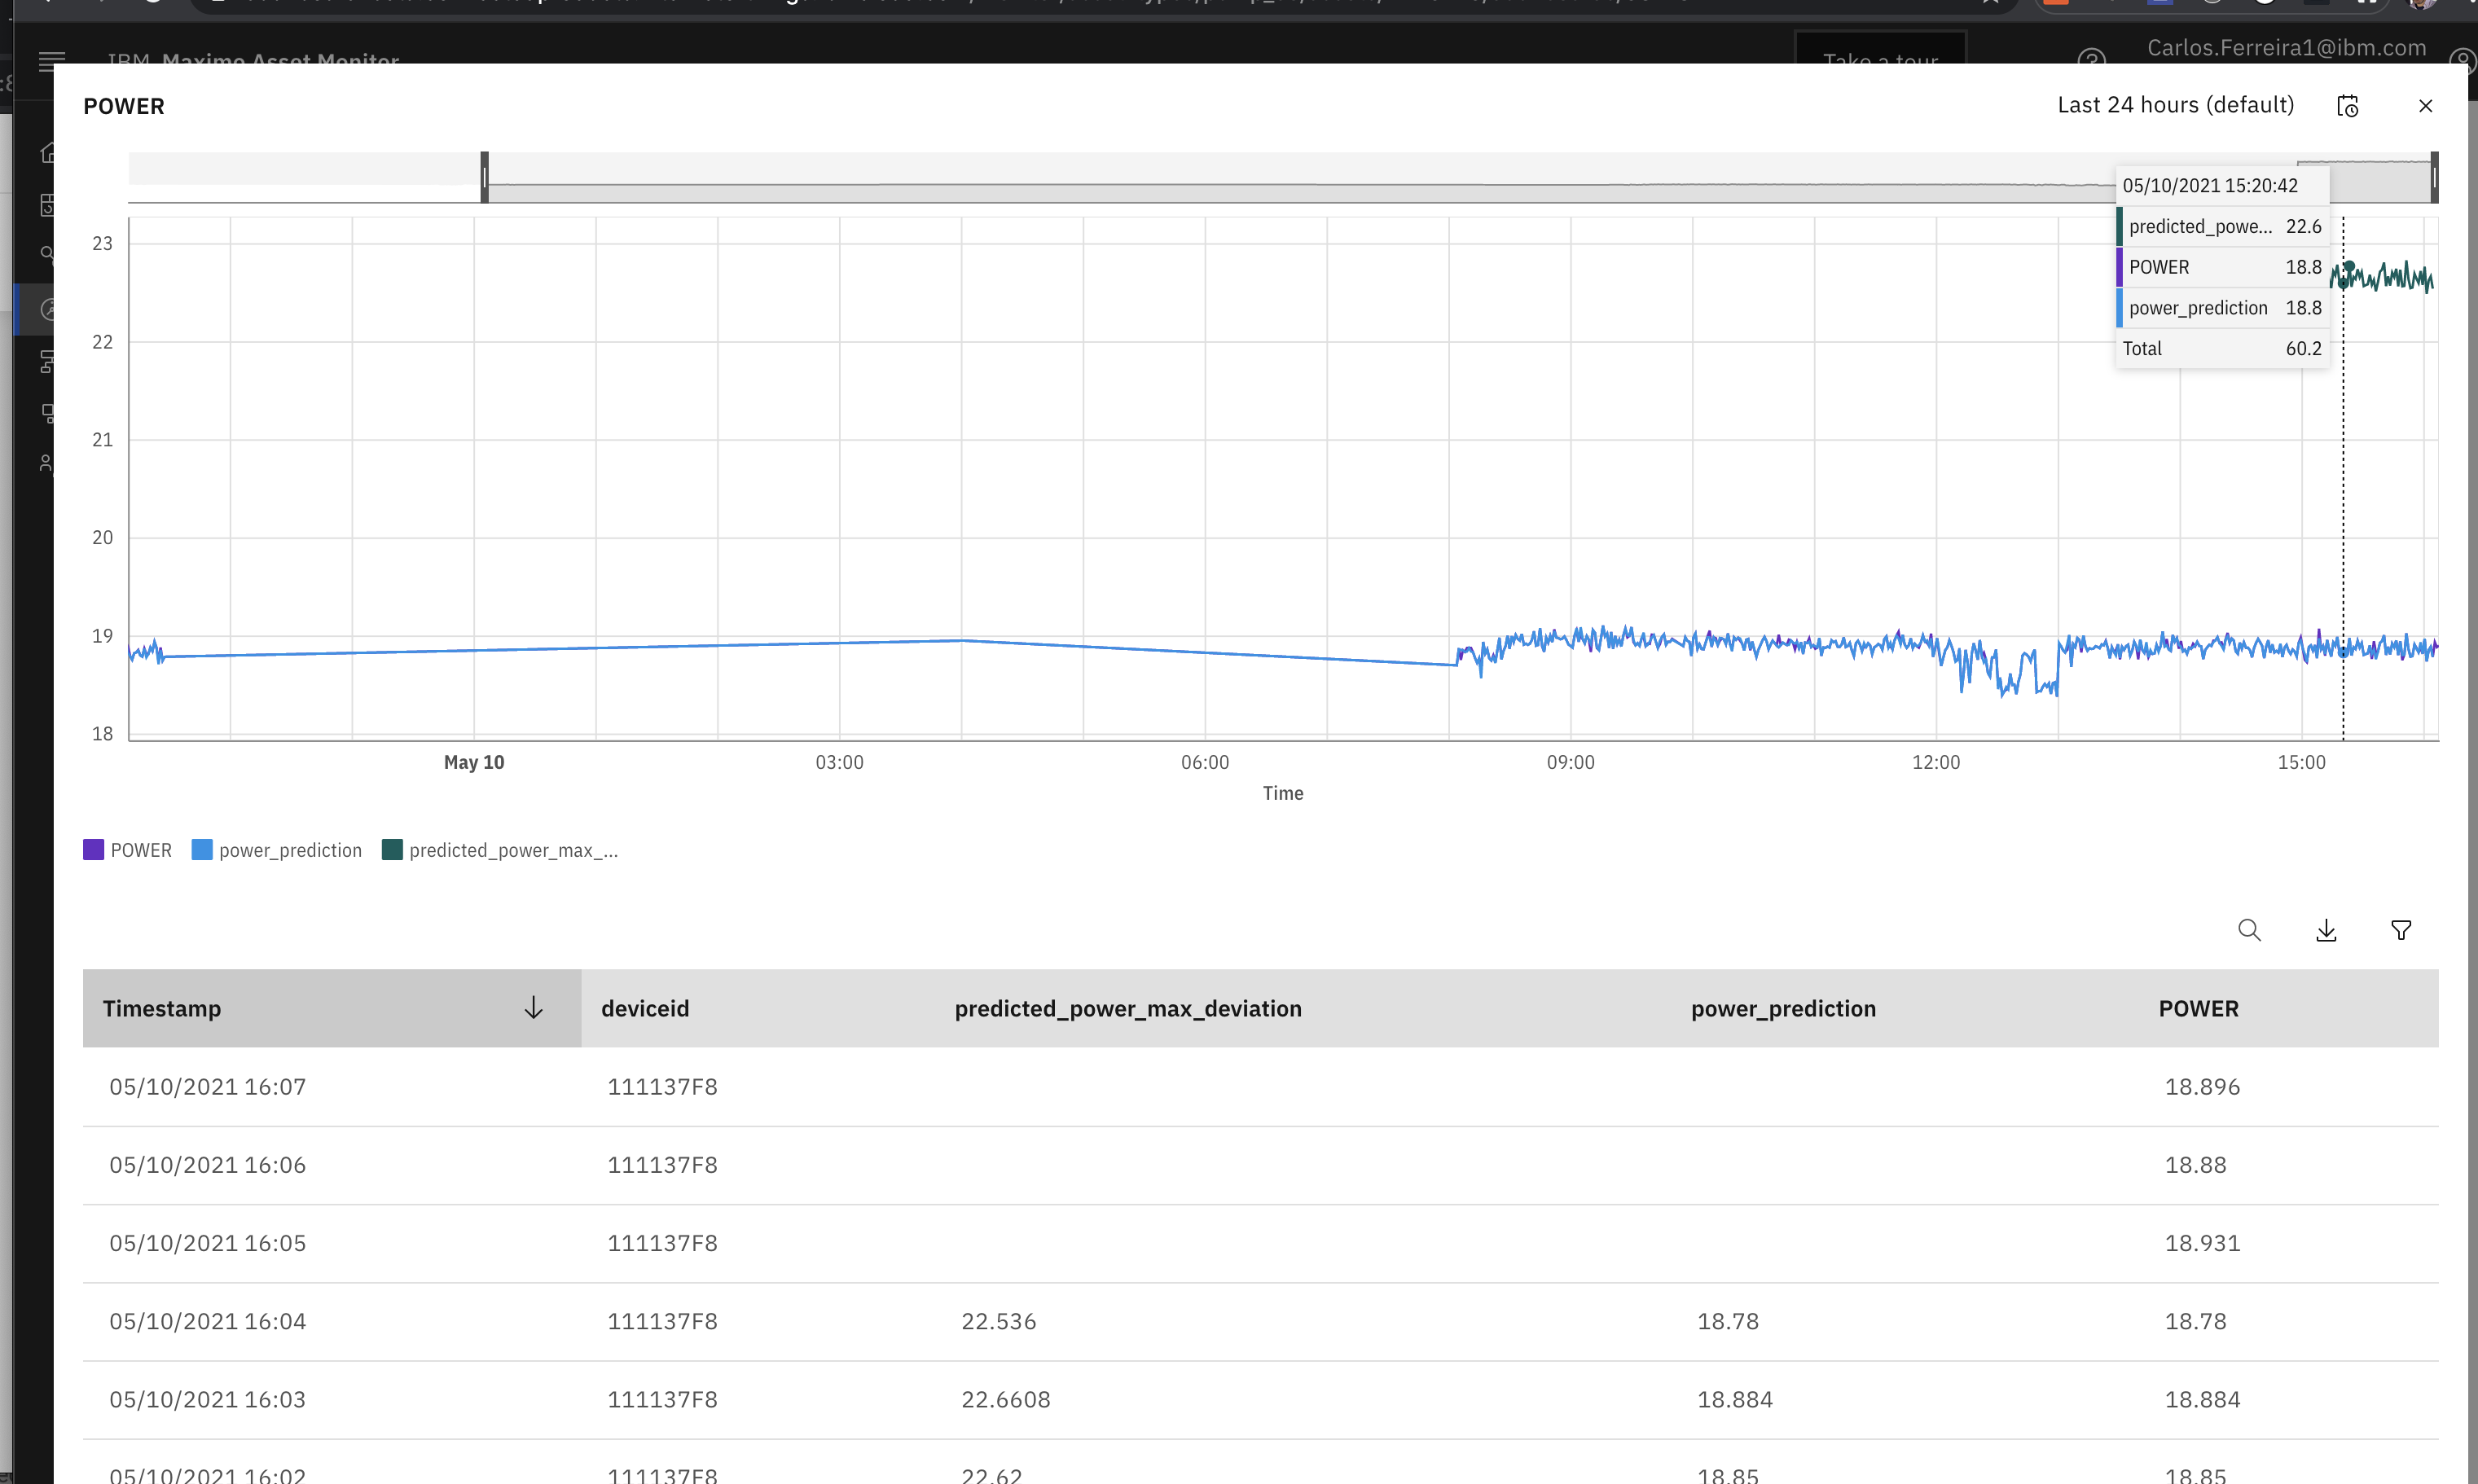 IBM Maximo Asset Monitor
Take a tour
Carlos.Ferreira1@ibm.com
POWER
Last 24 hours (default)
05/10/2021 15:20:42
predicted_powe... 22.6
POWER 18.8
power_prediction 18.8
Total 60.2
23
22
21
20
19
18
May 10
03:00
06:00
09:00
12:00
15:00
Time
POWER
power_prediction
predicted_power_max_...
Timestamp deviceid predicted_power_max_deviation power_prediction POWER
05/10/2021 16:07 111137F8 18.896
05/10/2021 16:06 111137F8 18.88
05/10/2021 16:05 111137F8 18.931
05/10/2021 16:04 111137F8 22.536 18.78 18.78
05/10/2021 16:03 111137F8 22.6608 18.884 18.884
05/10/2021 16:02 111137F8 22.62 18.85 18.85